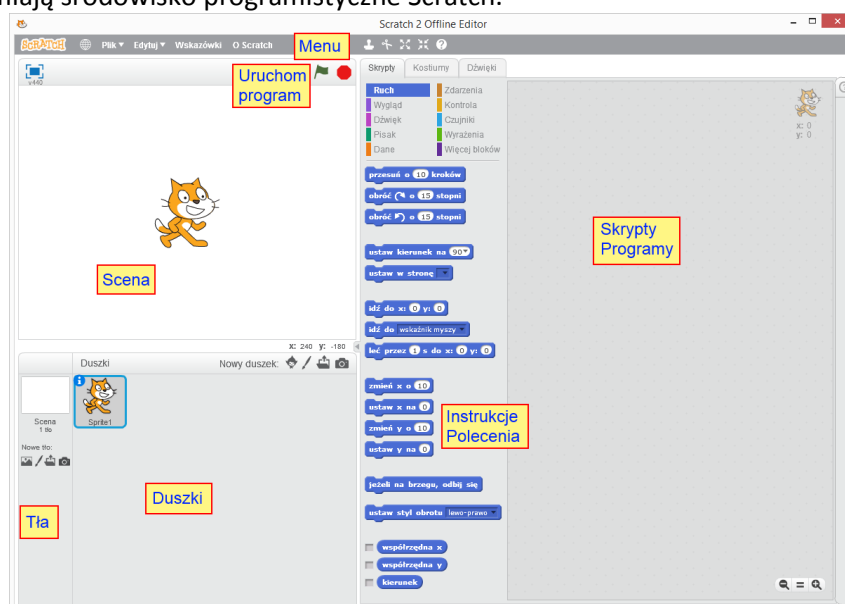 niają środowisko programistyczne Scratch.
Scratch 2 Offline Editor
SCRATCH Plik Edytuj Wskazówki O Scratch Menu
v440
Uruchom
program
Scena
x: 240 y: -180
Duszki Nowy duszek:
Scena
1 tło
Sprite1
Nowe tło:
Duszki
Tła
Skrypty Kostiumy Dźwięki
Ruch Zdarzenia
Wygląd Kontrola
Dźwięk Czujniki
Pisak Wyrażenia
Dane Więcej bloków
przesuń o 10 kroków
obróć o 15 stopni
obróć o 15 stopni
ustaw kierunek na 90
ustaw w stronę
idź do x: 0 y: 0
idź do wskaźnik myszy
leć przez 1 s do x: 0 y: 0
zmień x o 10
ustaw x na 0
zmień y o 10
ustaw y na 0
Instrukcje
Polecenia
jeżeli na brzegu, odbij się
ustaw styl obrotu lewo-prawo
współrzędna x
współrzędna y
kierunek
x: 0
y: 0
Skrypty
Programy